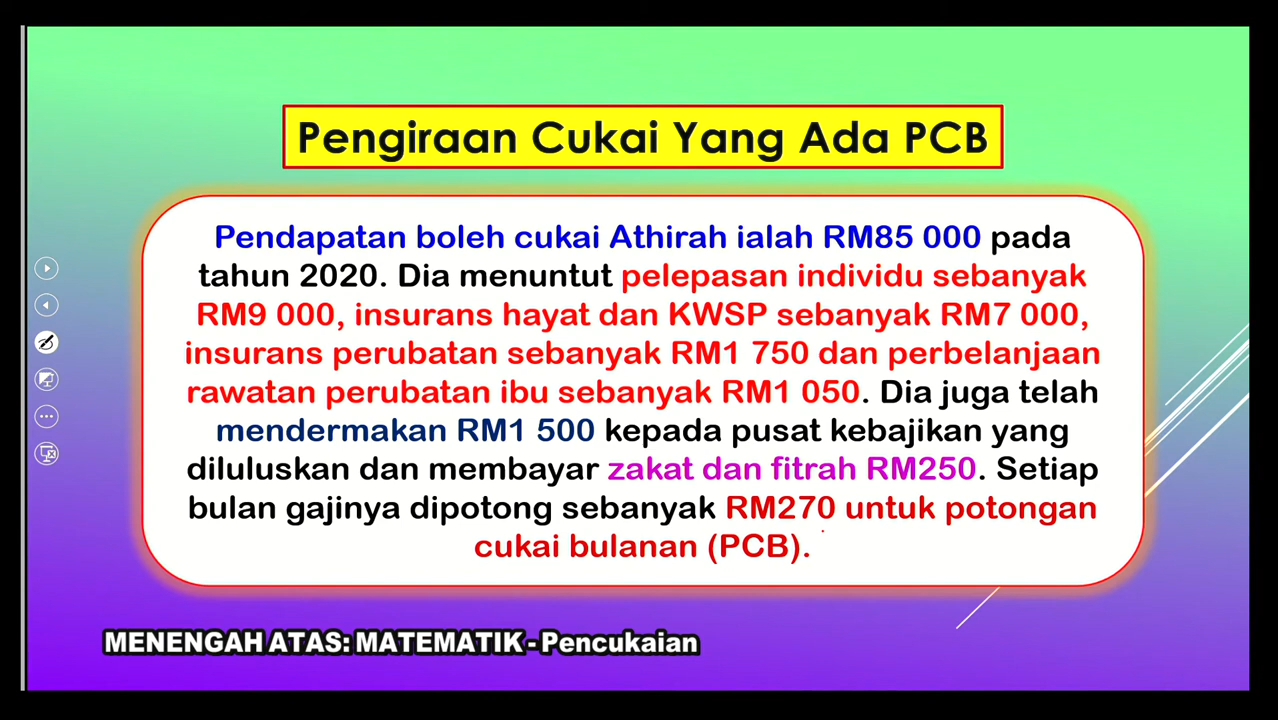 Pengiraan Cukai Yang Ada PCB
Pendapatan boleh cukai Athirah ialah RM85 000 pada
tahun 2020. Dia menuntut pelepasan individu sebanyak
RM9 000, insurans hayat dan KWSP sebanyak RM7 000,
insurans perubatan sebanyak RM1 750 dan perbelanjaan
rawatan perubatan ibu sebanyak RM1 050. Dia juga telah
mendermakan RM1 500 kepada pusat kebajikan yang
diluluskan dan membayar zakat dan fitrah RM250. Setiap
bulan gajinya dipotong sebanyak RM270 untuk potongan
cukai bulanan (PCB).
MENENGAH ATAS: MATEMATIK - Pencukaian